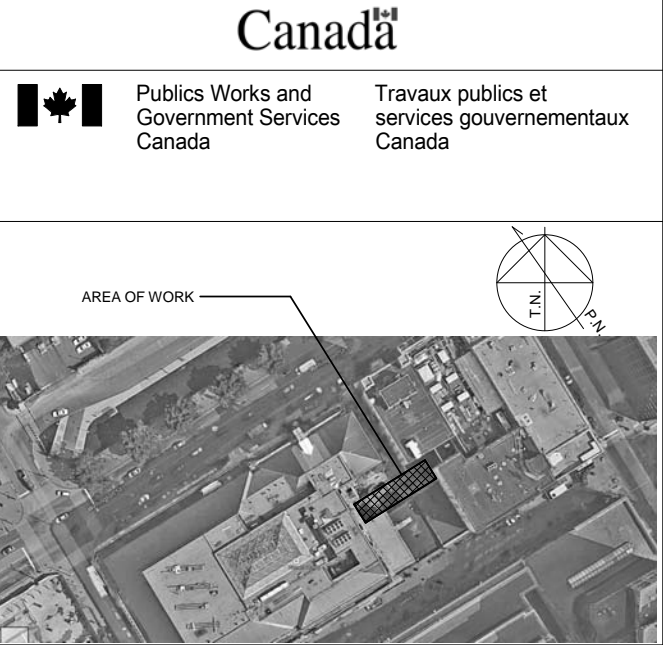 Canada
Publics Works and
Government Services
Canada
Travaux publics et
services gouvernementaux
Canada
AREA OF WORK
T.N.
P.N.